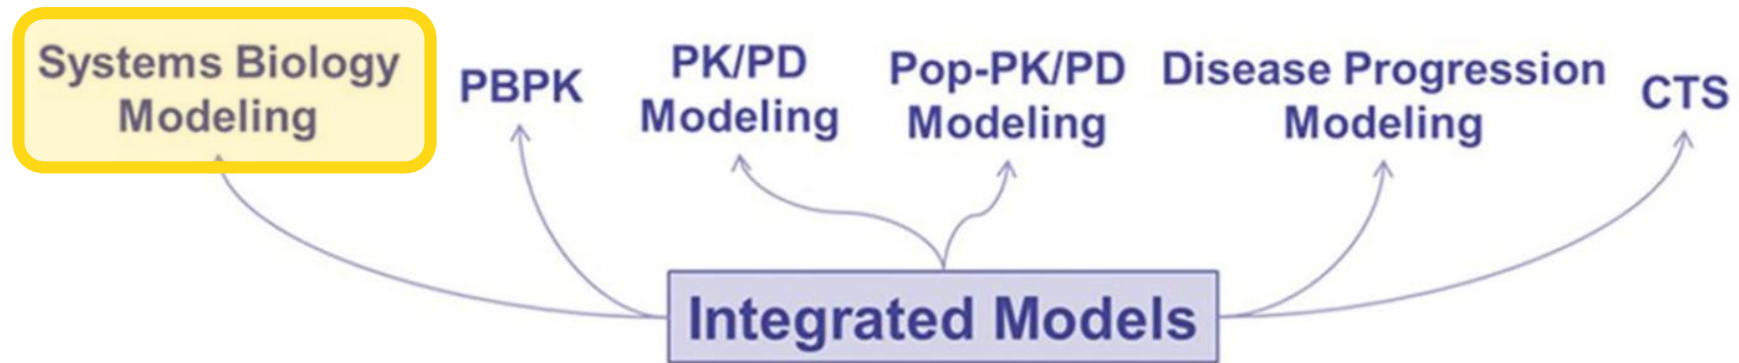 Systems Biology
Modeling
PBPK
PK/PD
Modeling
Pop-PK/PD
Modeling
Disease Progression
Modeling
CTS
Integrated Models